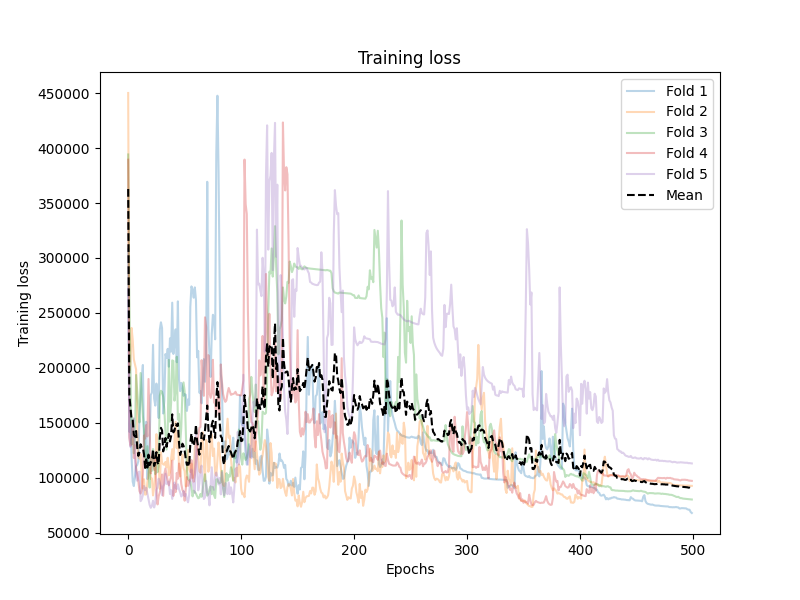 Training loss
450000
400000
350000
300000
250000
200000
150000
100000
50000
Training loss
0
100
200
300
400
500
Epochs
Fold 1
Fold 2
Fold 3
Fold 4
Fold 5
Mean